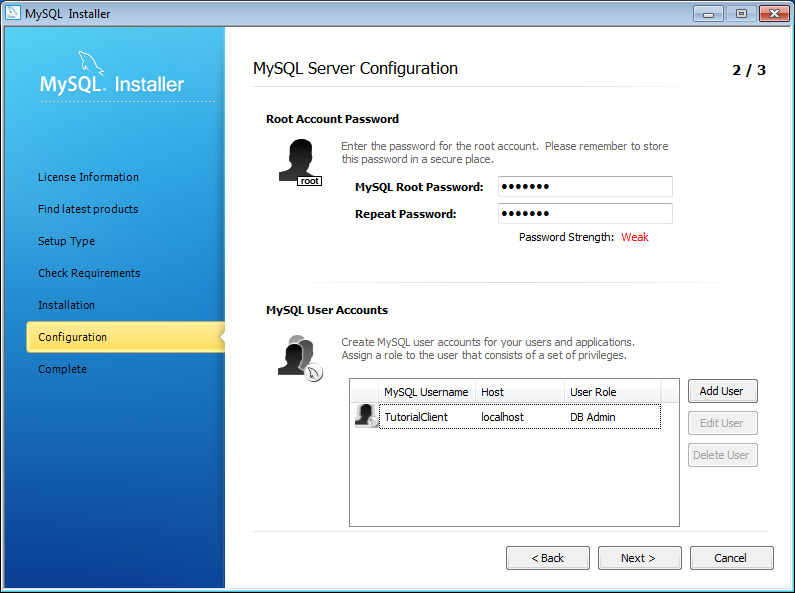 MySQL Installer
MySQL. Installer
License Information
Find latest products
Setup Type
Check Requirements
Installation
Configuration
Complete
MySQL Server Configuration
2 / 3
Root Account Password
Enter the password for the root account. Please remember to store
this password in a secure place.
root
MySQL Root Password: •••••••
Repeat Password: •••••••
Password Strength: Weak
MySQL User Accounts
Create MySQL user accounts for your users and applications.
Assign a role to the user that consists of a set of privileges.
MySQL Username Host User Role
TutorialClient localhost DB Admin
Add User
Edit User
Delete User
< Back Next > Cancel